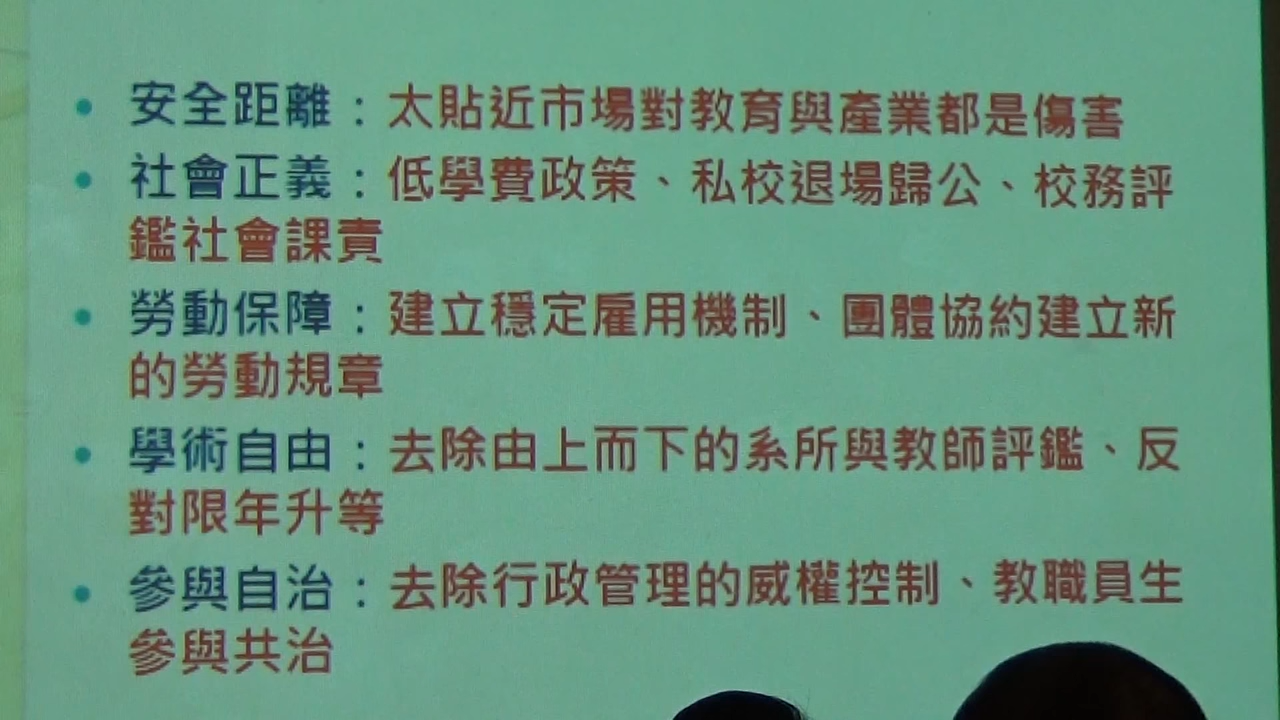 • 安全距離：太貼近市場對教育與產業都是傷害
• 社會正義：低學費政策、私校退場歸公、校務評
鑑社會課責
• 勞動保障：建立穩定雇用機制、團體協約建立新
的勞動規章
• 學術自由：去除由上而下的系所與教師評鑑、反
對限年升等
• 參與自治：去除行政管理的威權控制、教職員生
參與共治